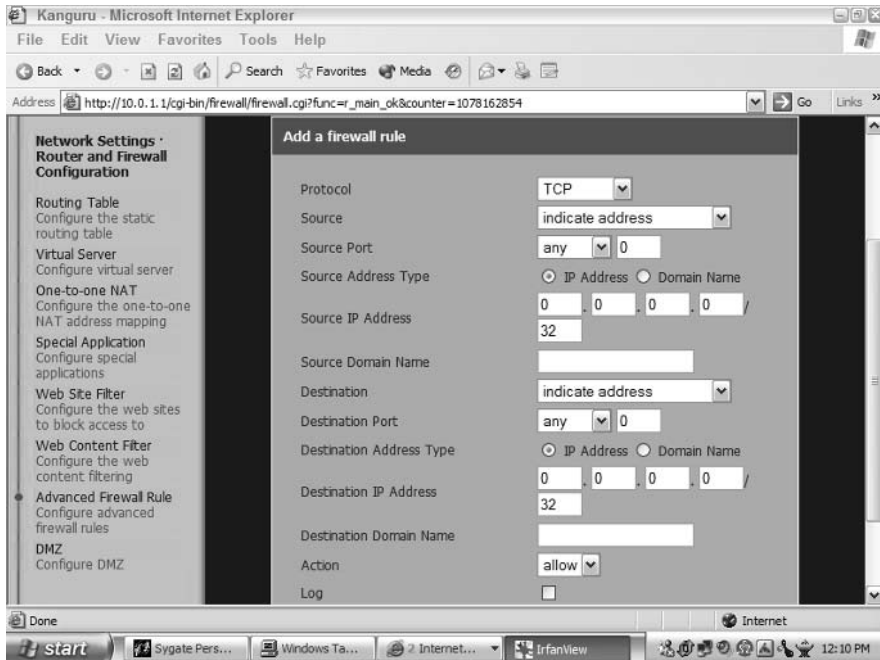 Kanguru - Microsoft Internet Explorer
File Edit View Favorites Tools Help
Back Search Favorites Media
Address http://10.0.1.1/cgi-bin/firewall/firewall.cgi?func=r_main_ok&counter=1078162854 Go Links »
Network Settings ·
Router and Firewall
Configuration
Routing Table
Configure the static
routing table
Virtual Server
Configure virtual server
One-to-one NAT
Configure the one-to-one
NAT address mapping
Special Application
Configure special
applications
Web Site Filter
Configure the web sites
to block access to
Web Content Filter
Configure the web
content filtering
Advanced Firewall Rule
Configure advanced
firewall rules
DMZ
Configure DMZ
Add a firewall rule
Protocol TCP
Source indicate address
Source Port any 0
Source Address Type IP Address Domain Name
Source IP Address 0 . 0 . 0 . 0 /
32
Source Domain Name
Destination indicate address
Destination Port any 0
Destination Address Type IP Address Domain Name
Destination IP Address 0 . 0 . 0 . 0 /
32
Destination Domain Name
Action allow
Log
Done Internet
start Sygate Pers... Windows Ta... 2 Internet... IrfanView 12:10 PM